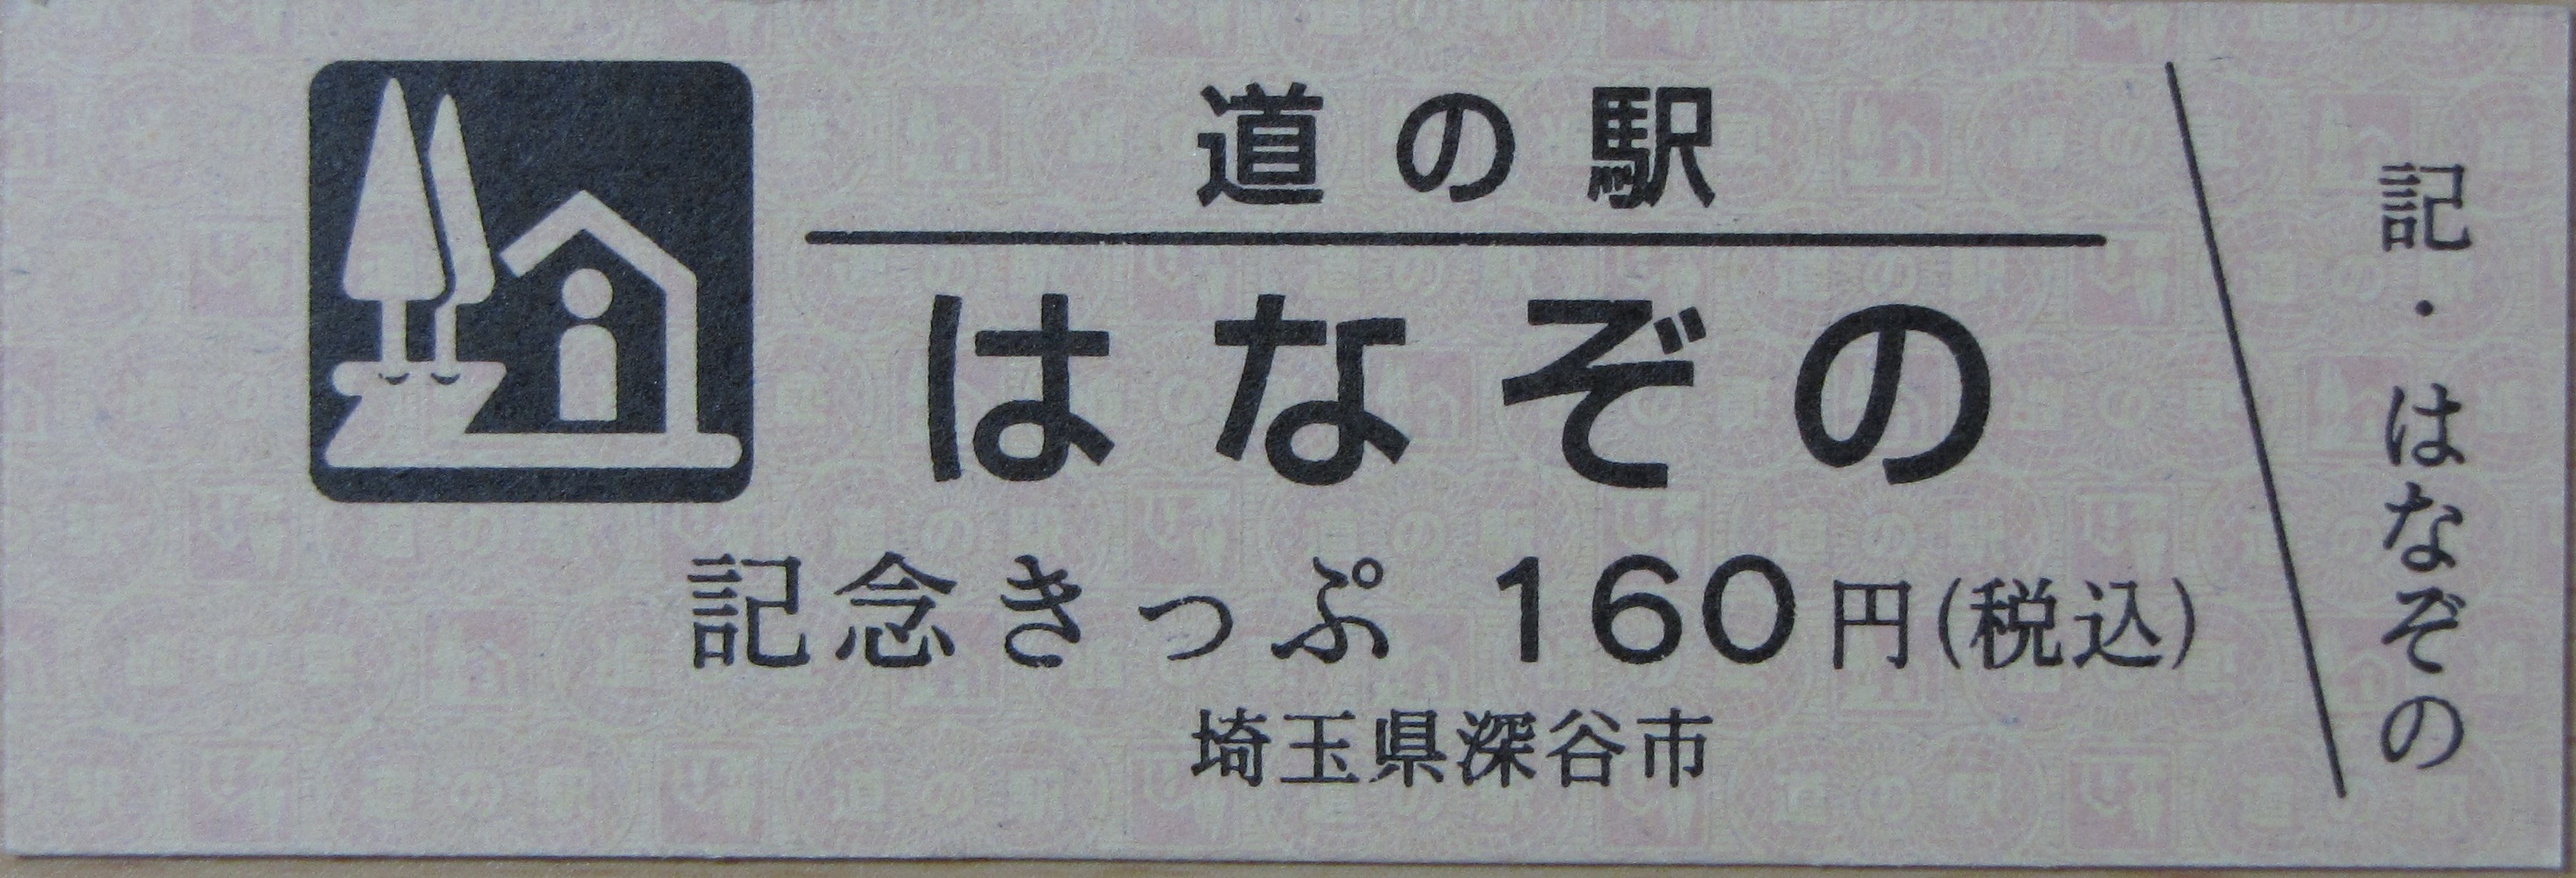 道の駅
はなぞの
記念きっぷ 160円(税込)
埼玉県深谷市
記・はなぞの